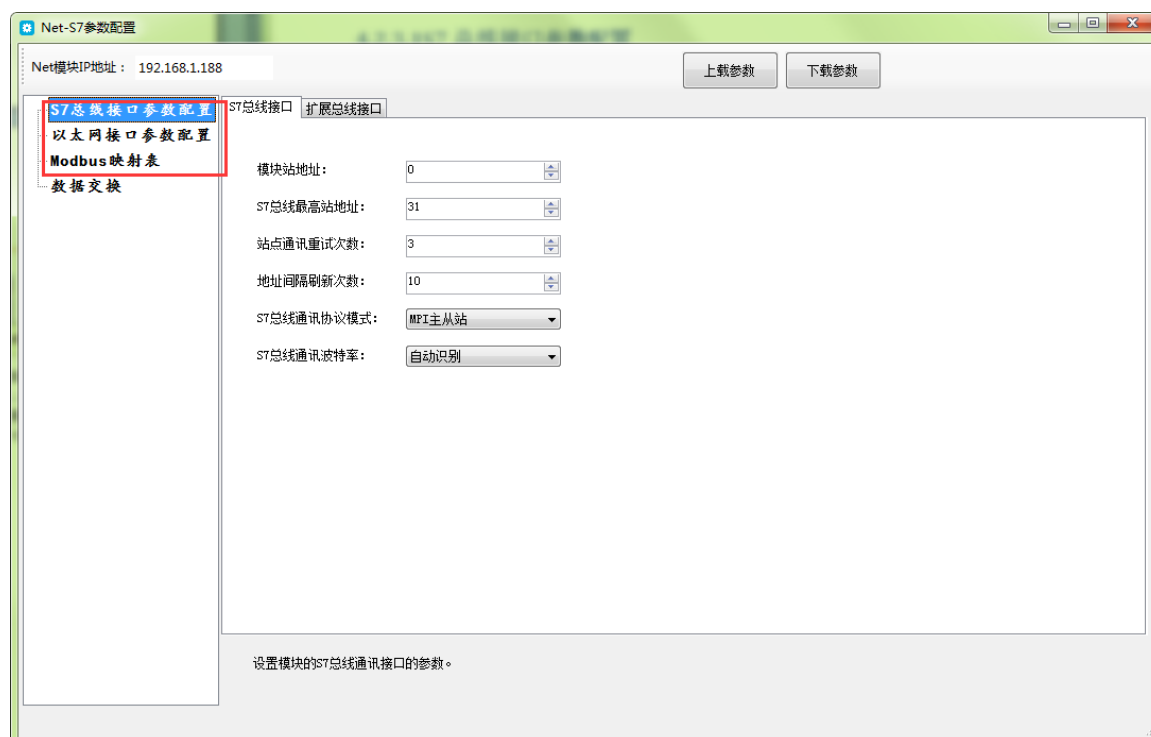 Net-S7参数配置
Net模块IP地址： 192.168.1.188
上载参数
下载参数
S7总线接口参数配置
以太网接口参数配置
Modbus映射表
数据交换
S7总线接口
扩展总线接口
模块站地址： 0
S7总线最高站地址： 31
站点通讯重试次数： 3
地址间隔刷新次数： 10
S7总线通讯协议模式： MPI主从站
S7总线通讯波特率： 自动识别
设置模块的S7总线通讯接口的参数。